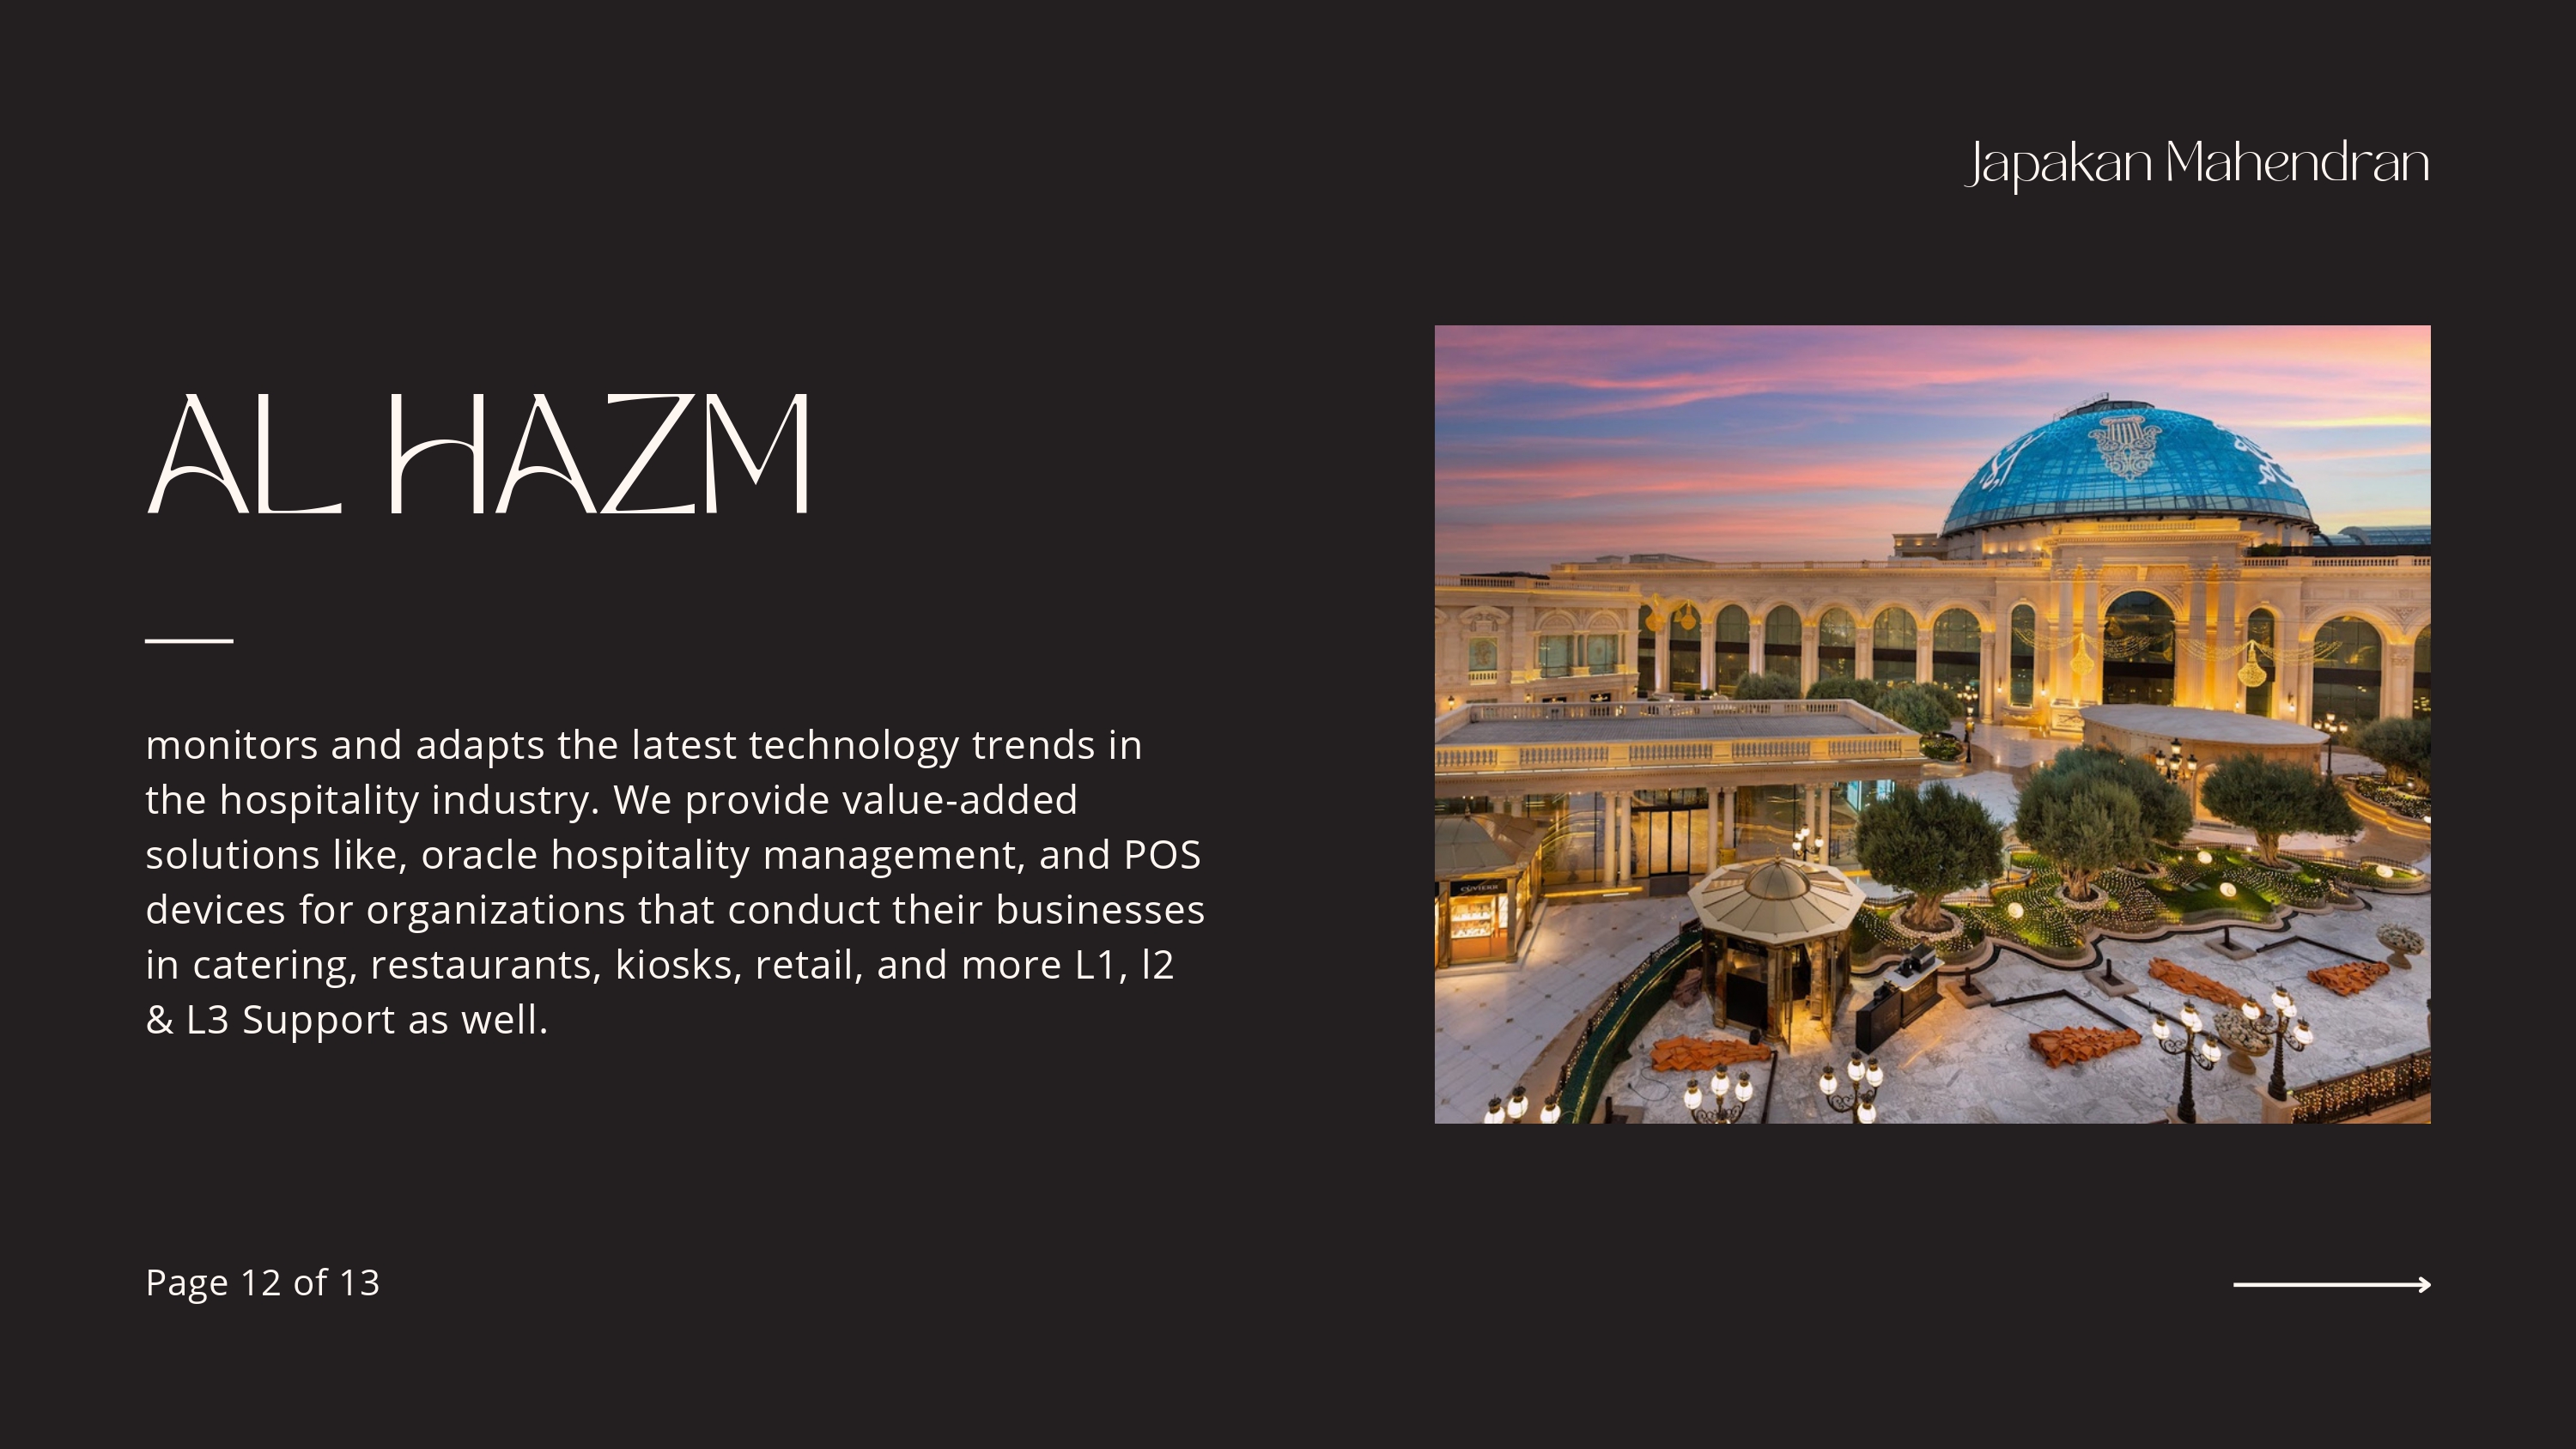 Japakan Mahendran
AL HAZM
monitors and adapts the latest technology trends in
the hospitality industry. We provide value-added
solutions like, oracle hospitality management, and POS
devices for organizations that conduct their businesses
in catering, restaurants, kiosks, retail, and more L1, l2
& L3 Support as well.
Page 12 of 13